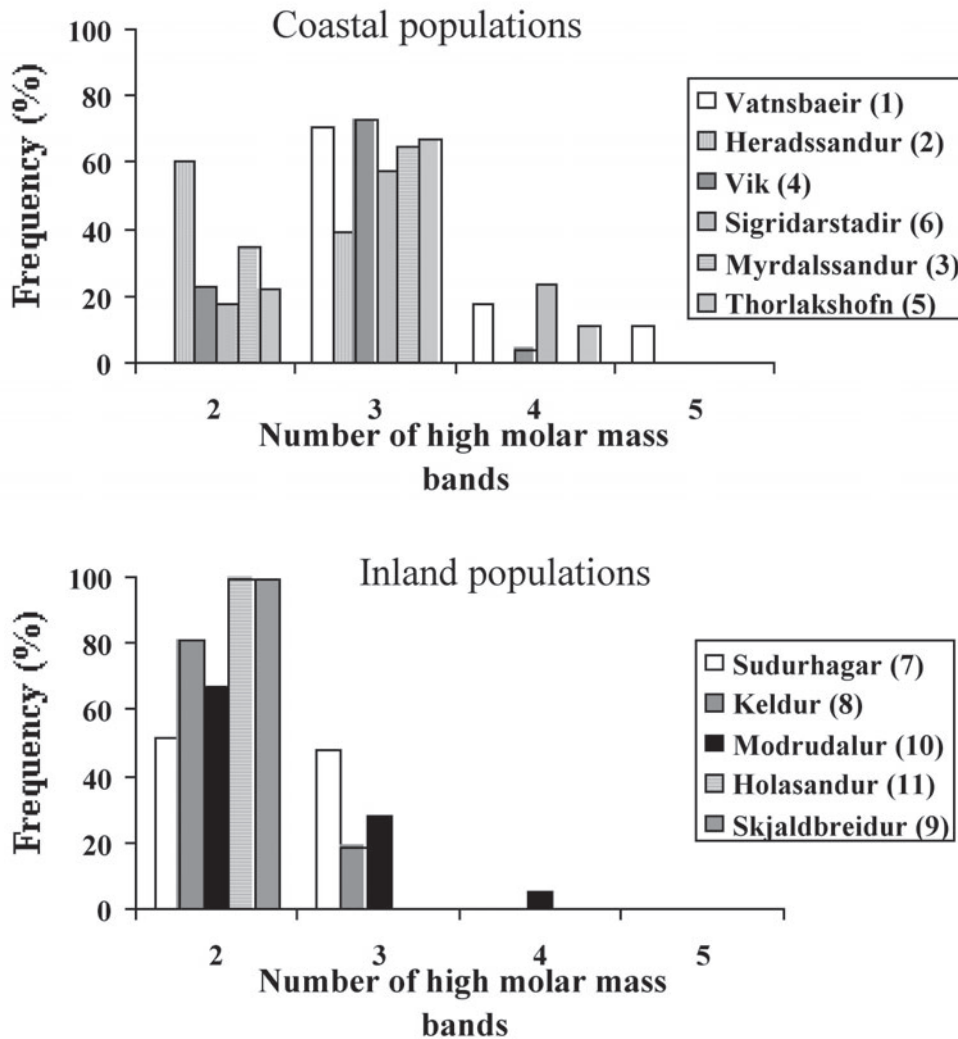 Coastal populations
Frequency (%)
100
80
60
40
20
0
2 3 4 5
Number of high molar mass
bands
Vatnsbaeir (1)
Heradssandur (2)
Vik (4)
Sigridarstadir (6)
Myrdalssandur (3)
Thorlakshofn (5)
Inland populations
Frequency (%)
100
80
60
40
20
0
2 3 4 5
Number of high molar mass
bands
Sudurhagar (7)
Keldur (8)
Modrudalur (10)
Holasandur (11)
Skjaldbreidur (9)